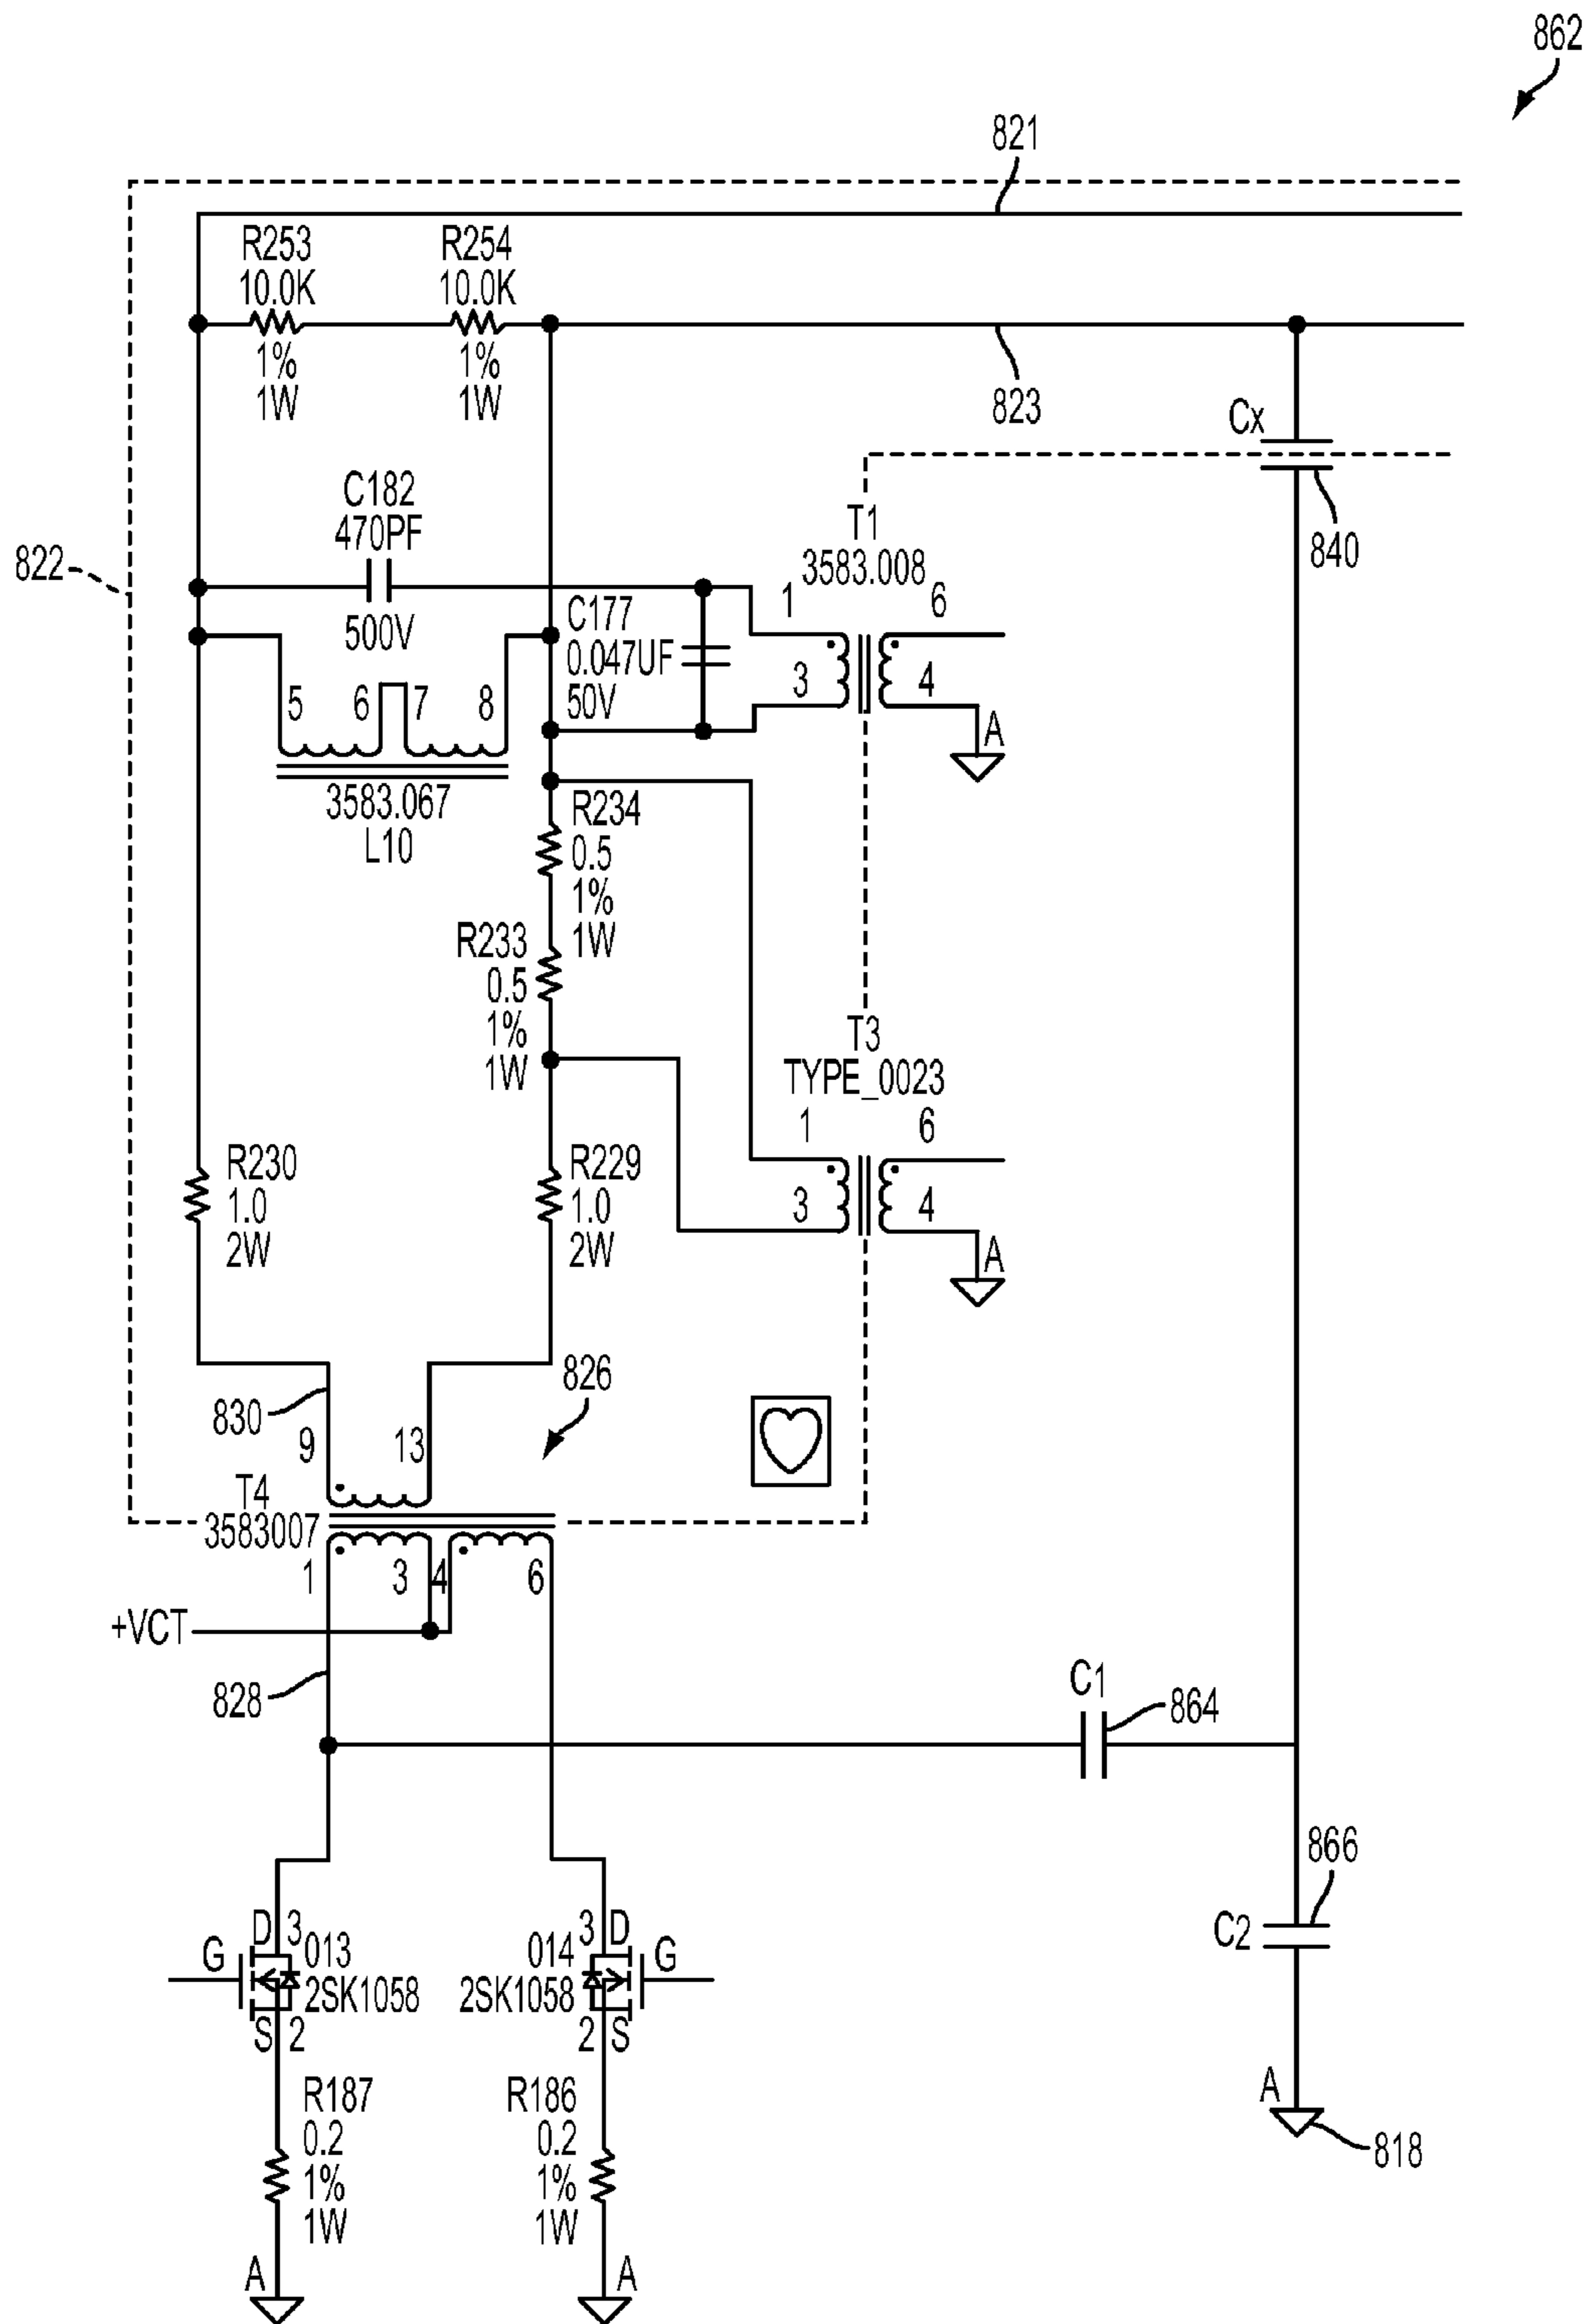 862
821
R253
10.0K
1%
1W
R254
10.0K
1%
1W
823
Cx
840
822
C182
470PF
500V
T1
3583.008
1
6
3
4
A
C177
0.047UF
50V
5
6
7
8
3583.067
L10
R234
0.5
1%
1W
R233
0.5
1%
1W
T3
TYPE_0023
1
6
3
4
A
R230
1.0
2W
R229
1.0
2W
826
830
9
13
T4
3583007
1
3
4
6
+VCT
828
C1
864
866
C2
A
818
G
D
3
013
2SK1058
S
2
3
D
014
2SK1058
G
2
S
R187
0.2
1%
1W
R186
0.2
1%
1W
A
A